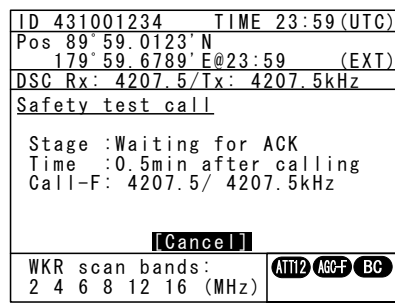 ID 431001234 TIME 23:59(UTC)
Pos 89°59.0123'N
179°59.6789'E@23:59 (EXT)
DSC Rx: 4207.5/Tx: 4207.5kHz
Safety test call
Stage :Waiting for ACK
Time :0.5min after calling
Call-F: 4207.5/ 4207.5kHz
[Cancel]
WKR scan bands:
2 4 6 8 12 16 (MHz)
ATT12 AGC-F BC